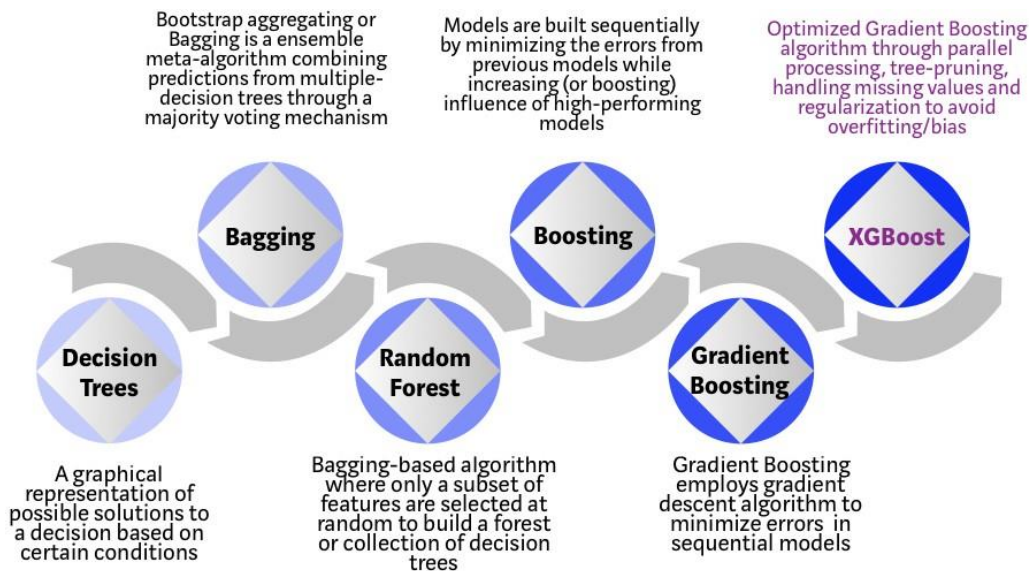 Bootstrap aggregating or
Bagging is a ensemble
meta-algorithm combining
predictions from multiple-
decision trees through a
majority voting mechanism
Models are built sequentially
by minimizing the errors from
previous models while
increasing (or boosting)
influence of high-performing
models
Optimized Gradient Boosting
algorithm through parallel
processing, tree-pruning,
handling missing values and
regularization to avoid
overfitting/bias
Bagging
Boosting
XGBoost
Decision
Trees
Random
Forest
Gradient
Boosting
A graphical
representation of
possible solutions to
a decision based on
certain conditions
Bagging-based algorithm
where only a subset of
features are selected at
random to build a forest
or collection of decision
trees
Gradient Boosting
employs gradient
descent algorithm to
minimize errors in
sequential models